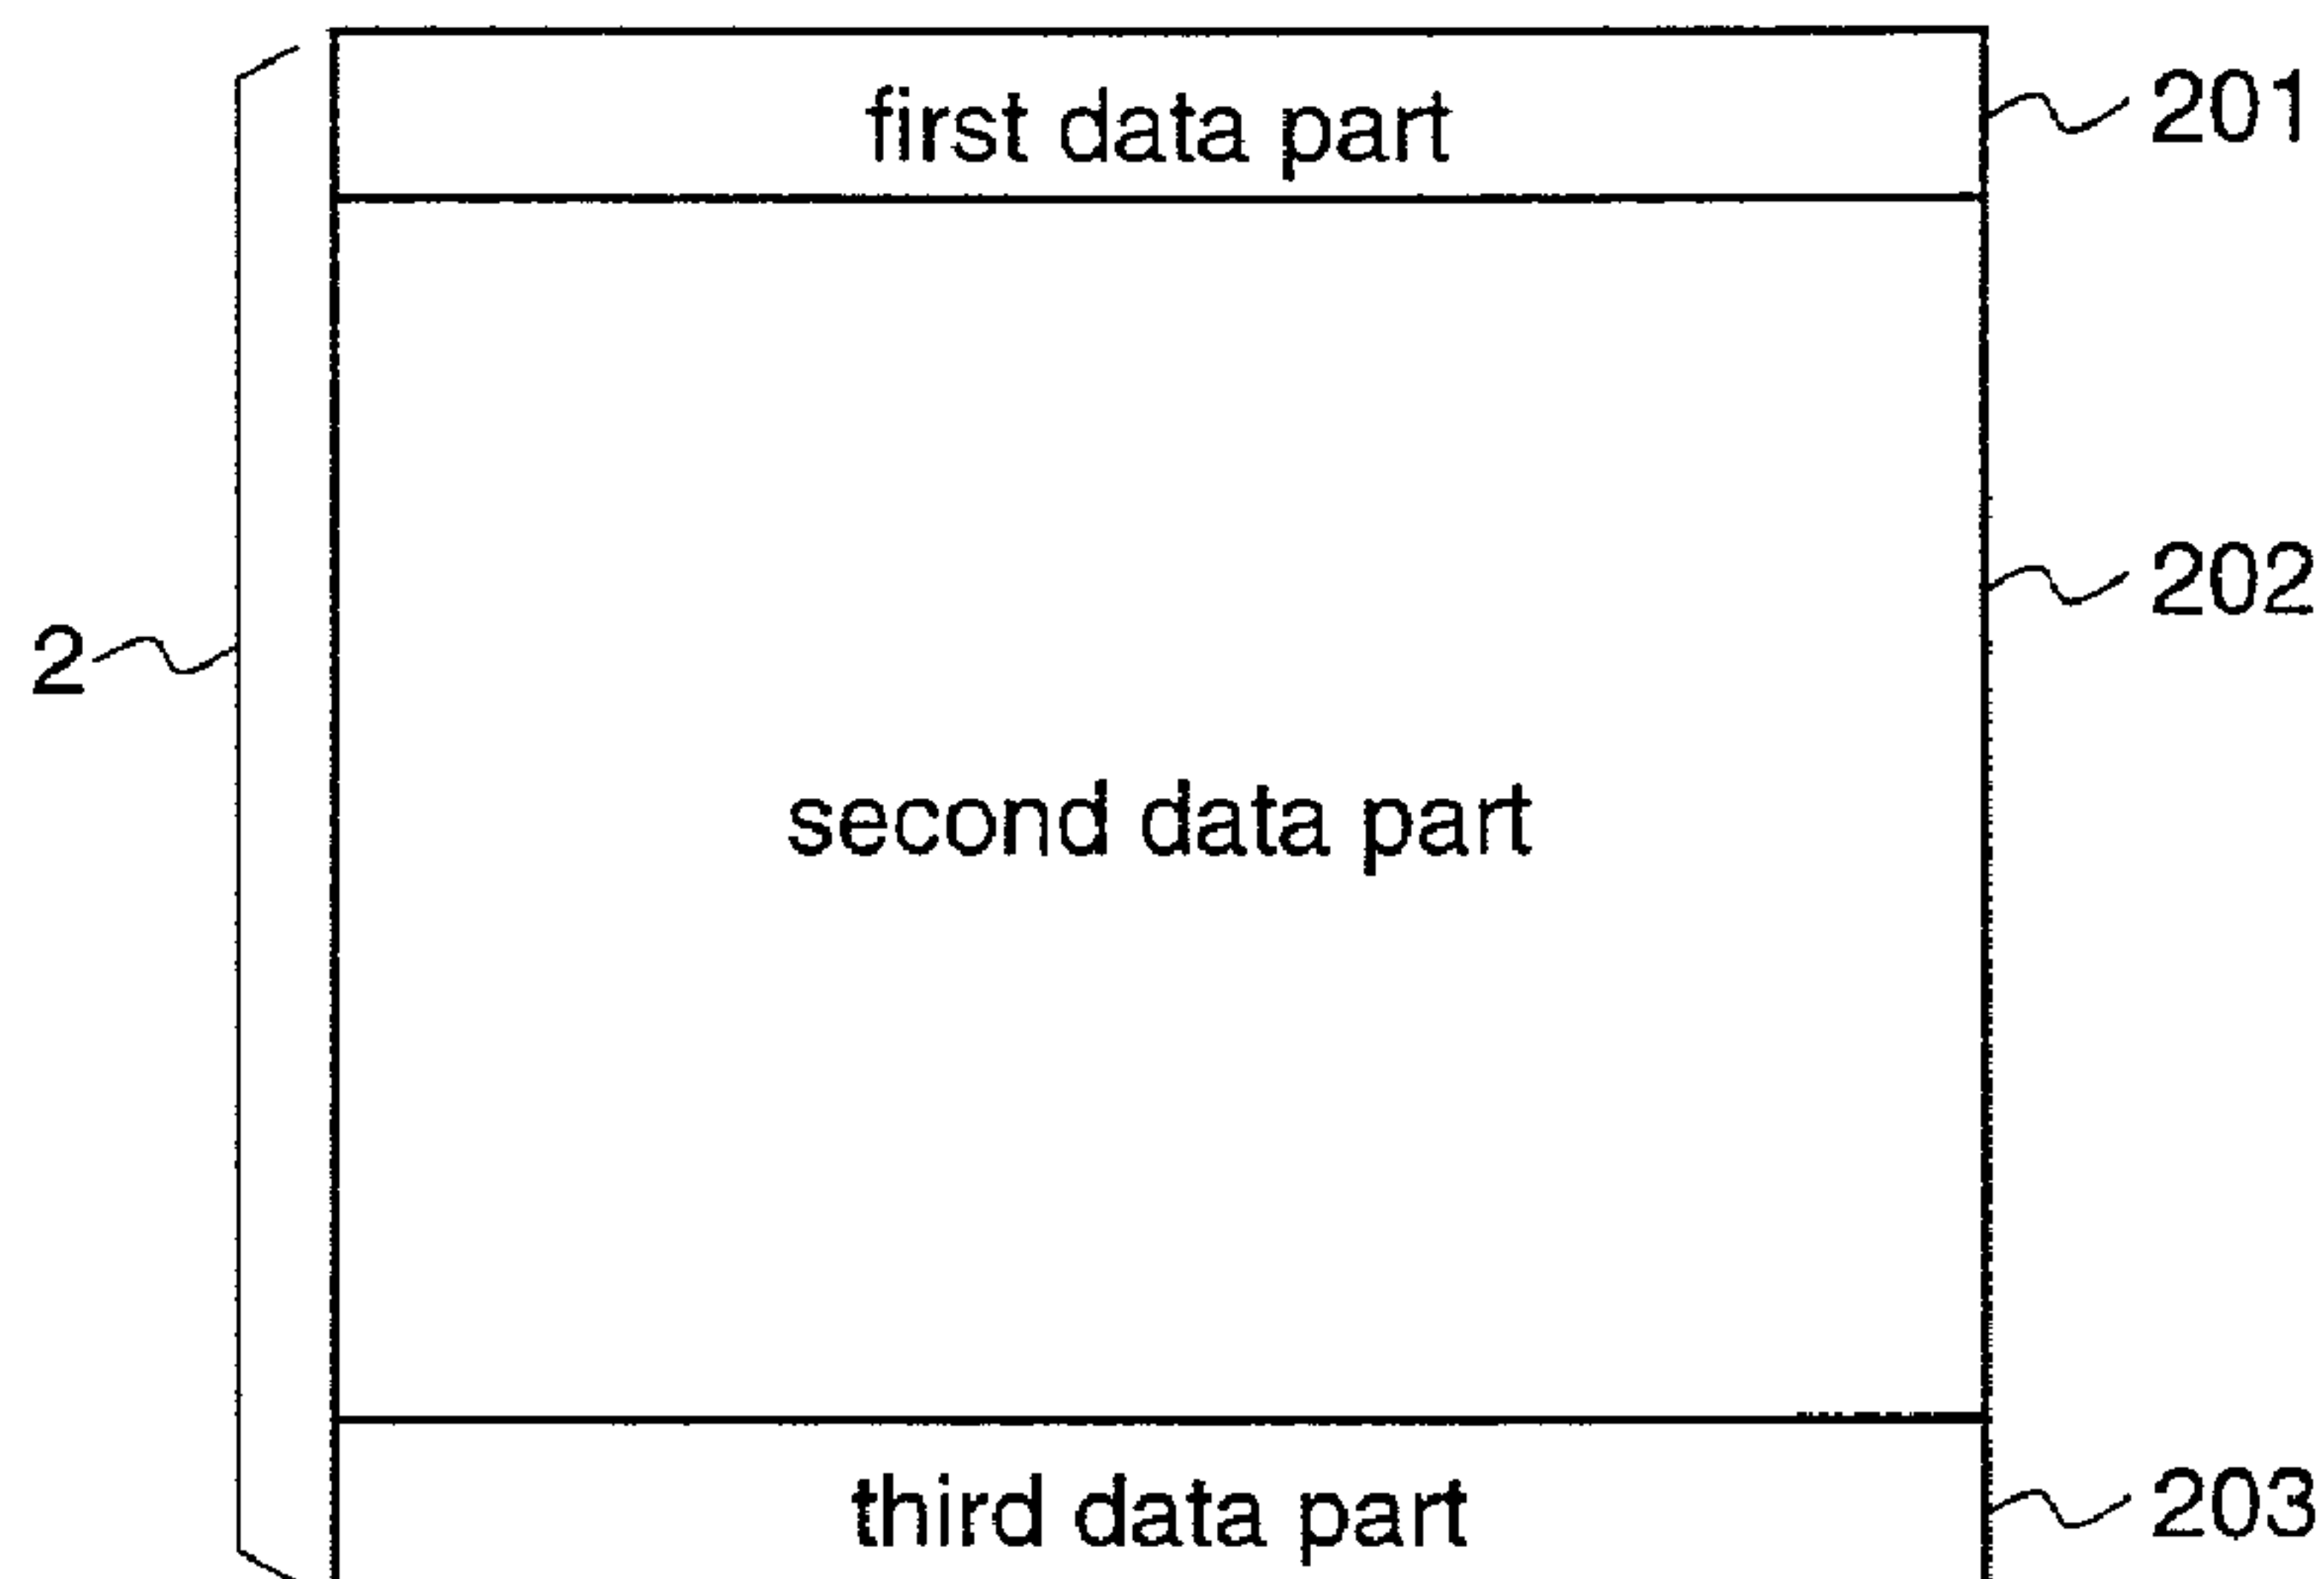 first data part
201
202
2
second data part
third data part
203